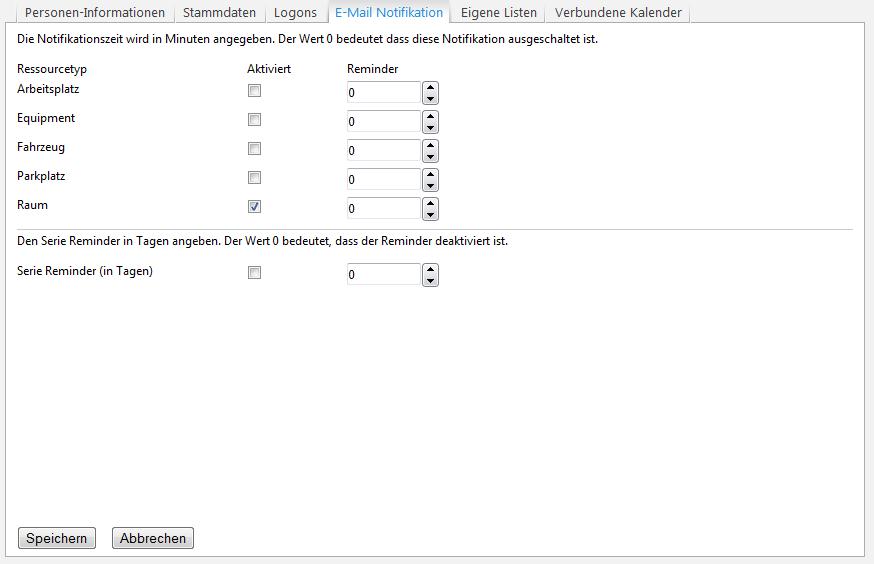 Personen-Informationen Stammdaten Logons E-Mail Notifikation Eigene Listen Verbundene Kalender
Die Notifikationszeit wird in Minuten angegeben. Der Wert 0 bedeutet dass diese Notifikation ausgeschaltet ist.
Ressourcetyp Aktiviert Reminder
Arbeitsplatz 0
Equipment 0
Fahrzeug 0
Parkplatz 0
Raum 0
Den Serie Reminder in Tagen angeben. Der Wert 0 bedeutet, dass der Reminder deaktiviert ist.
Serie Reminder (in Tagen) 0
Speichern Abbrechen